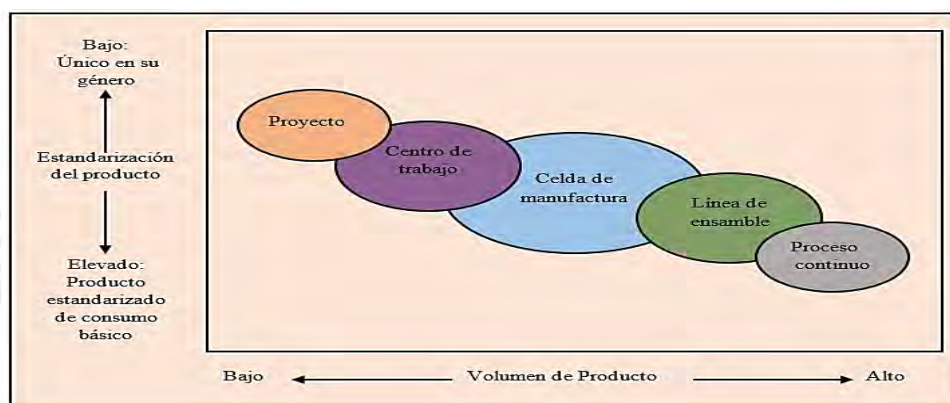 Bajo:
Único en su
género
Estandarización
del producto
Elevado:
Producto
estandarizado
de consumo
básico
Proyecto
Centro de
trabajo
Celda de
manufactura
Línea de
ensamble
Proceso
continuo
Bajo
Volumen de Producto
Alto